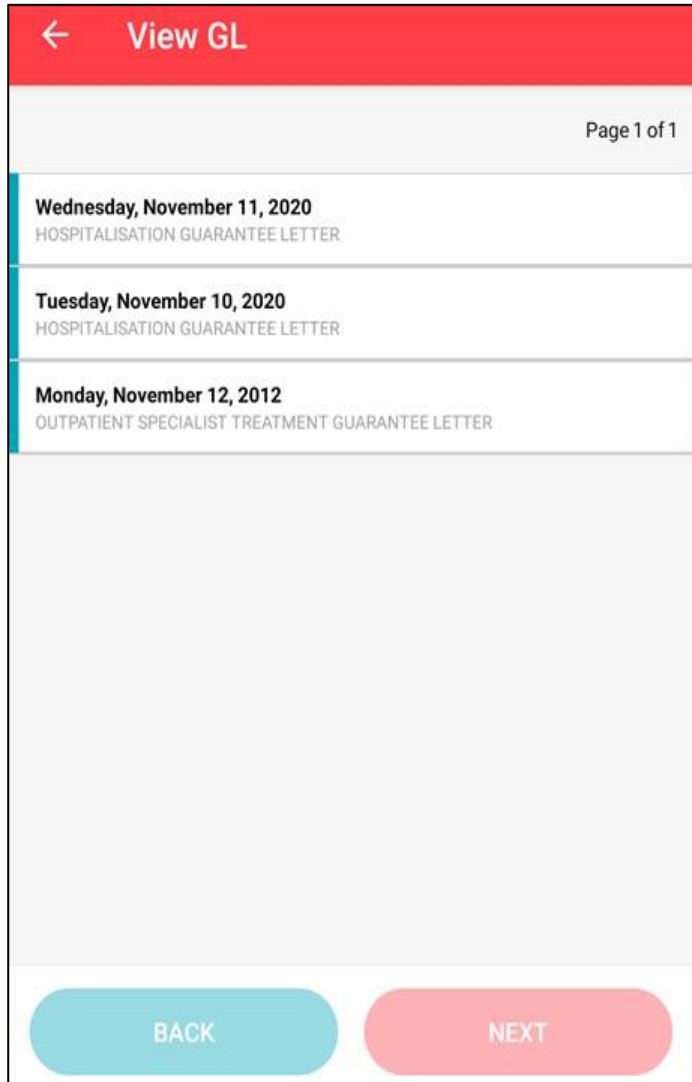 View GL
Page 1 of 1
Wednesday, November 11, 2020
HOSPITALISATION GUARANTEE LETTER
Tuesday, November 10, 2020
HOSPITALISATION GUARANTEE LETTER
Monday, November 12, 2012
OUTPATIENT SPECIALIST TREATMENT GUARANTEE LETTER
BACK
NEXT